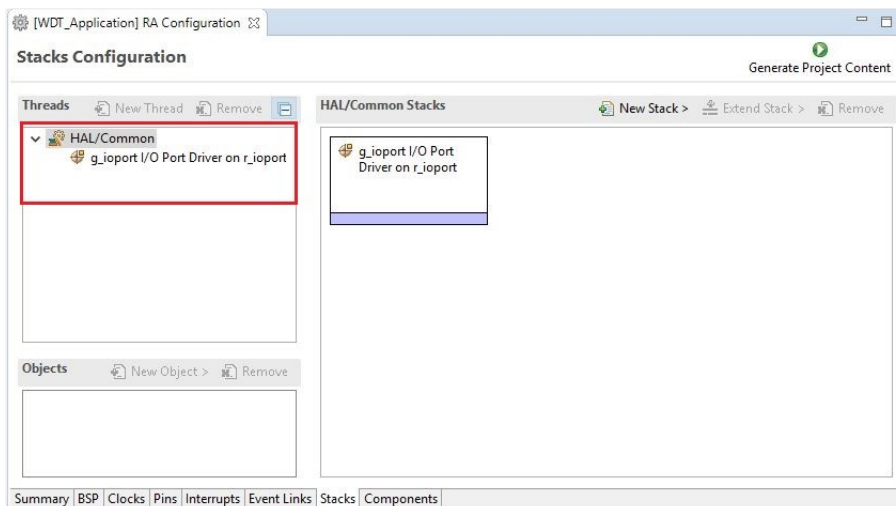 [WDT_Application] RA Configuration
Stacks Configuration
Generate Project Content
Threads
New Thread
Remove
HAL/Common
g_ioport I/O Port Driver on r_ioport
HAL/Common Stacks
New Stack >
Extend Stack >
Remove
g_ioport I/O Port
Driver on r_ioport
Objects
New Object >
Remove
Summary
BSP
Clocks
Pins
Interrupts
Event Links
Stacks
Components